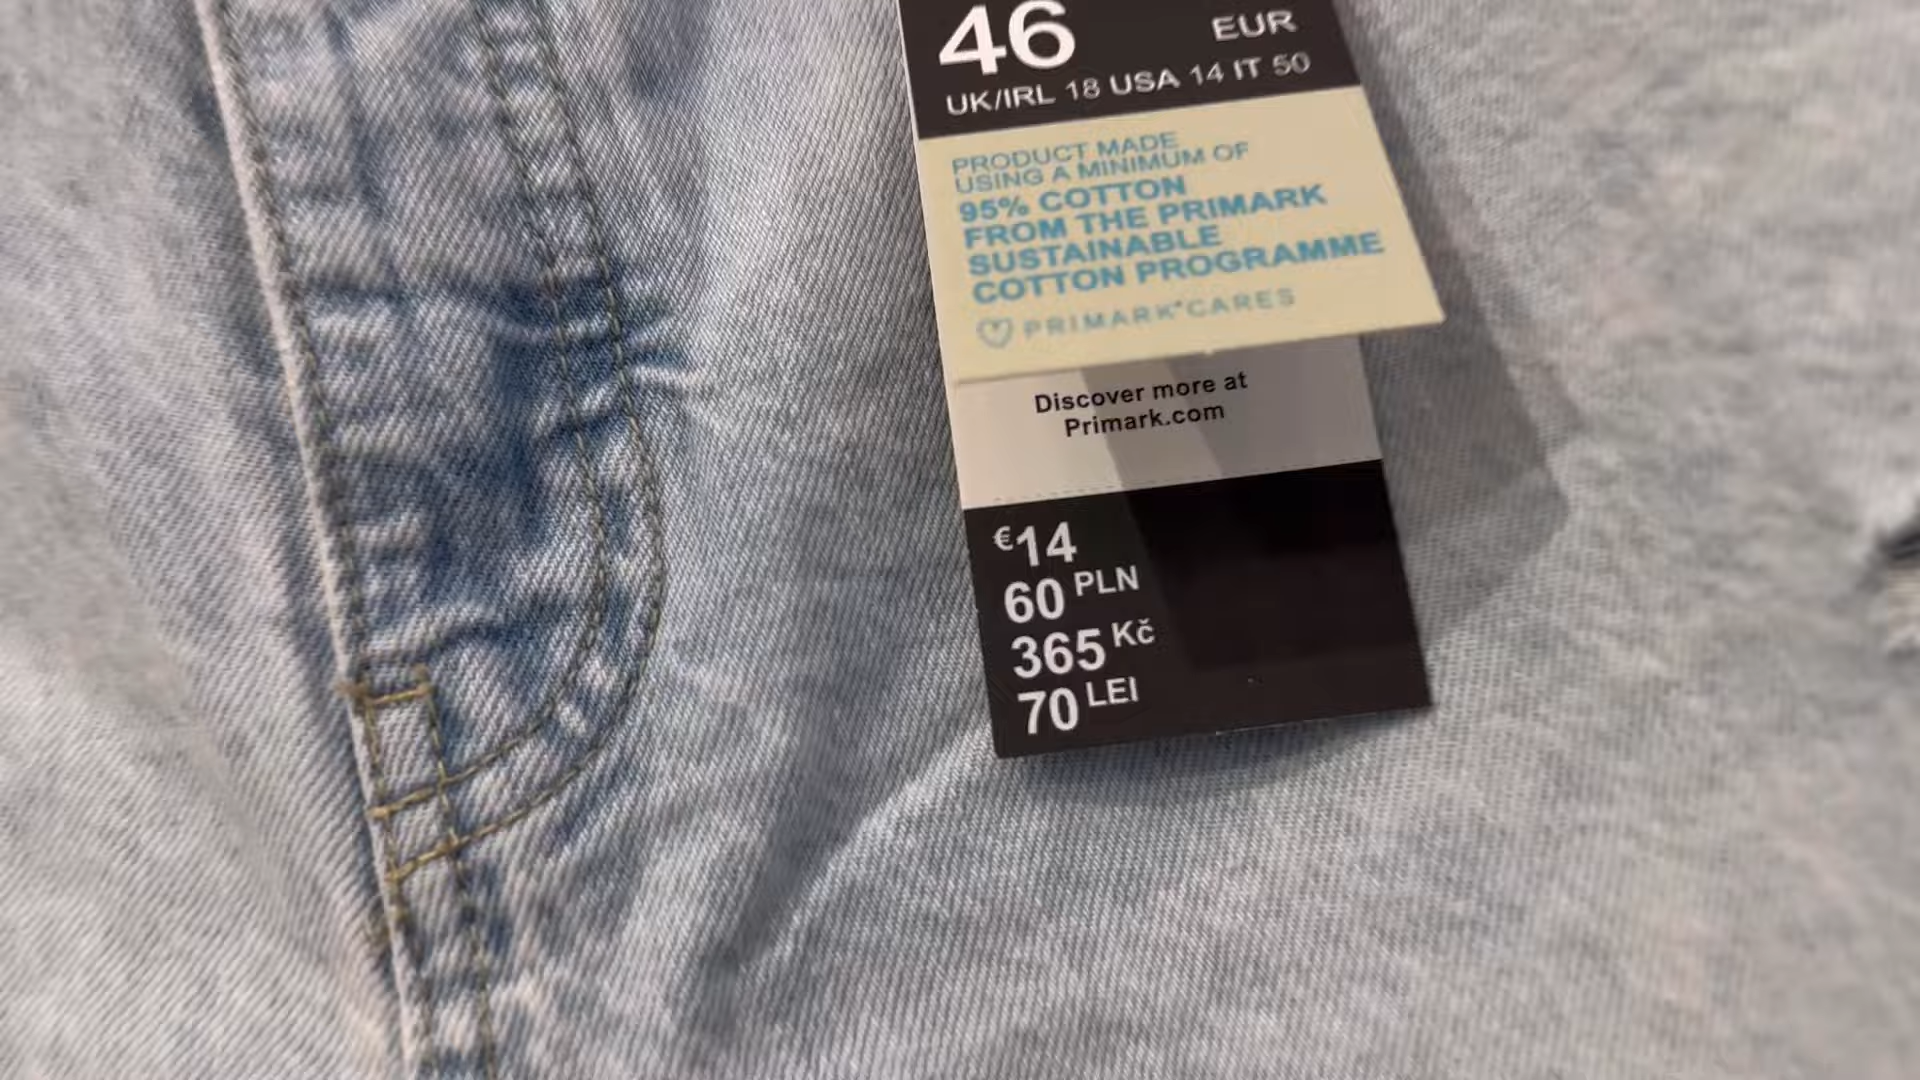 46 EUR
UK/IRL 18 USA 14 IT 50
PRODUCT MADE
USING A MINIMUM OF
95% COTTON
FROM THE PRIMARK
SUSTAINABLE
COTTON PROGRAMME
PRIMARK®CARES
Discover more at
Primark.com
€14
60 PLN
365 Kč
70 LEI